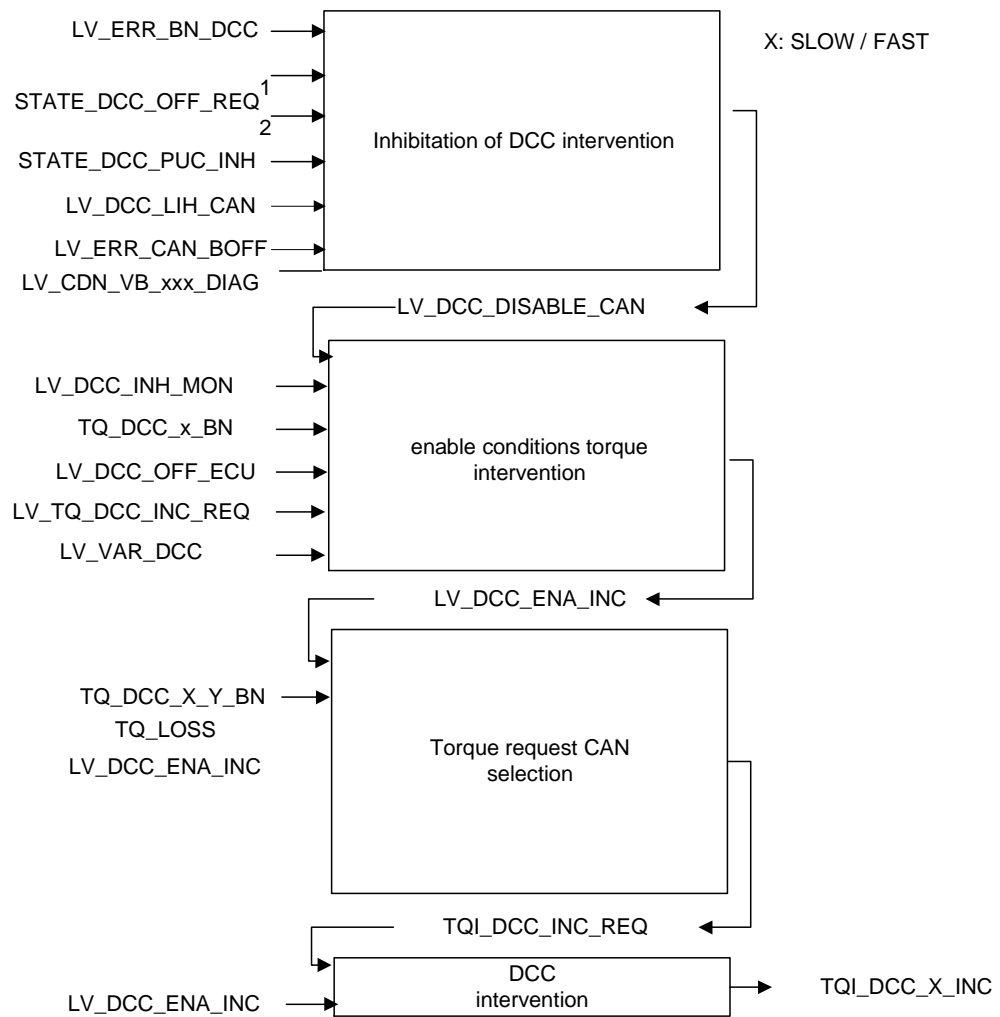 LV_ERR_BN_DCC
X: SLOW / FAST
1
STATE_DCC_OFF_REQ
2
Inhibitation of DCC intervention
STATE_DCC_PUC_INH
LV_DCC_LIH_CAN
LV_ERR_CAN_BOFF
LV_CDN_VB_xxx_DIAG
LV_DCC_DISABLE_CAN
LV_DCC_INH_MON
TQ_DCC_x_BN
enable conditions torque
intervention
LV_DCC_OFF_ECU
LV_TQ_DCC_INC_REQ
LV_VAR_DCC
LV_DCC_ENA_INC
TQ_DCC_X_Y_BN
TQ_LOSS
LV_DCC_ENA_INC
Torque request CAN
selection
TQI_DCC_INC_REQ
DCC
intervention
LV_DCC_ENA_INC
TQI_DCC_X_INC